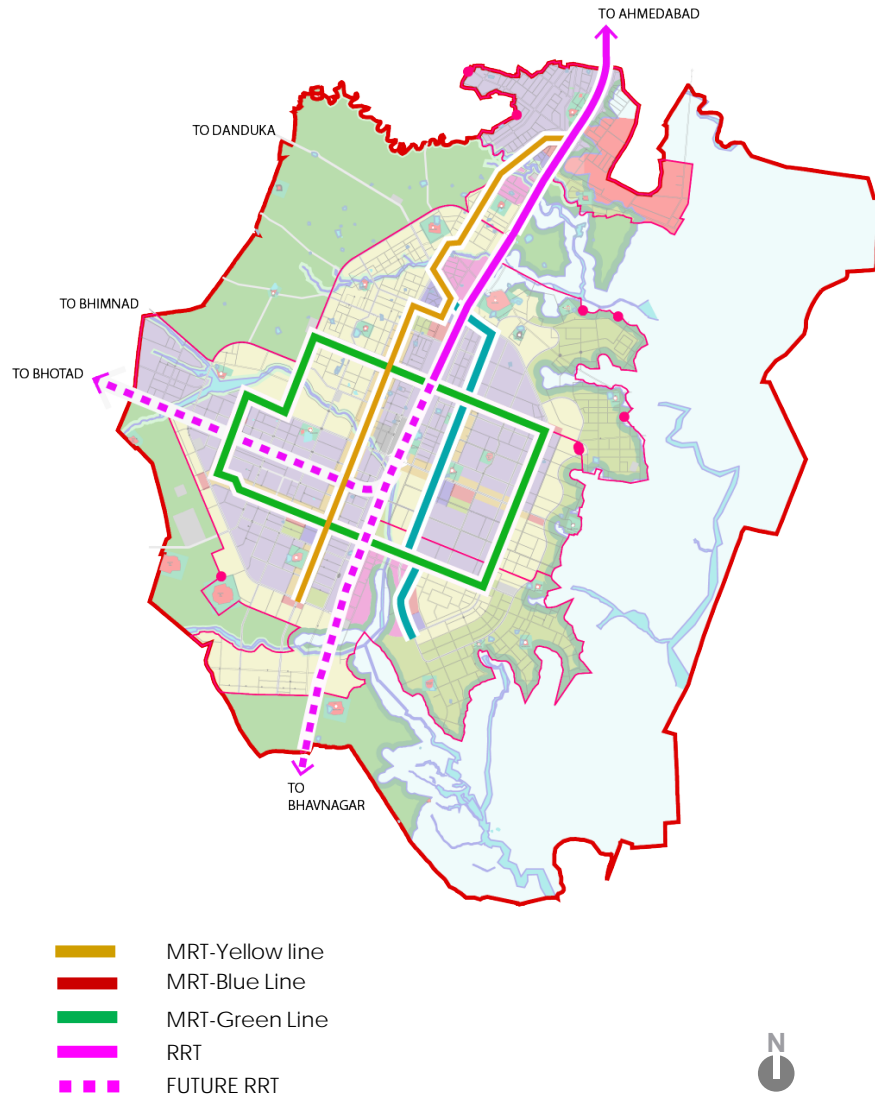 TO AHMEDABAD
TO DANDUKA
TO BHIMNAD
TO BHOTAD
TO
BHAVNAGAR
MRT-Yellow line
MRT-Blue Line
MRT-Green Line
RRT
FUTURE RRT
N